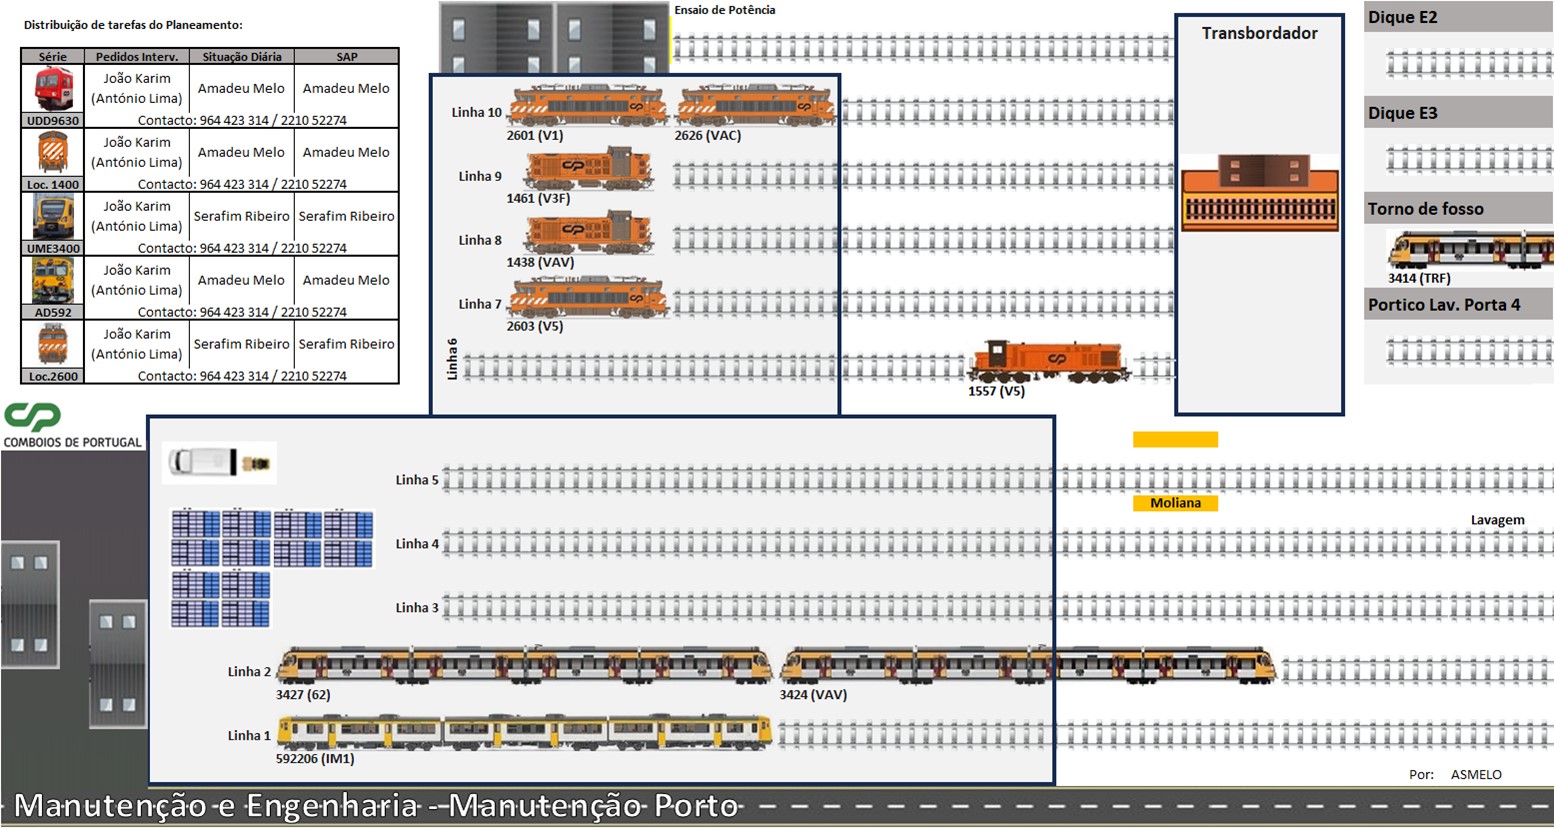 Distribuição de tarefas do Planeamento:
Série Pedidos Interv. Situação Diária SAP
João Karim
(António Lima) Amadeu Melo Amadeu Melo
UDD9630 Contacto: 964 423 314 / 2210 52274
João Karim
(António Lima) Amadeu Melo Amadeu Melo
Loc. 1400 Contacto: 964 423 314 / 2210 52274
João Karim
(António Lima) Serafim Ribeiro Serafim Ribeiro
UME3400 Contacto: 964 423 314 / 2210 52274
João Karim
(António Lima) Amadeu Melo Amadeu Melo
AD592 Contacto: 964 423 314 / 2210 52274
João Karim
(António Lima) Serafim Ribeiro Serafim Ribeiro
Loc.2600 Contacto: 964 423 314 / 2210 52274
CP
COMBOIOS DE PORTUGAL
Ensaio de Potência
Linha 10
2601 (V1) 2626 (VAC)
Linha 9
1461 (V3F)
Linha 8
1438 (VAV)
Linha 7
2603 (V5)
Linha 6
1557 (V5)
Transbordador
Dique E2
Dique E3
Torno de fosso
3414 (TRF)
Portico Lav. Porta 4
Linha 5
Moliana
Lavagem
Linha 4
Linha 3
Linha 2
3427 (62) 3424 (VAV)
Linha 1
592206 (IM1)
Por: ASMELO
Manutenção e Engenharia - Manutenção Porto